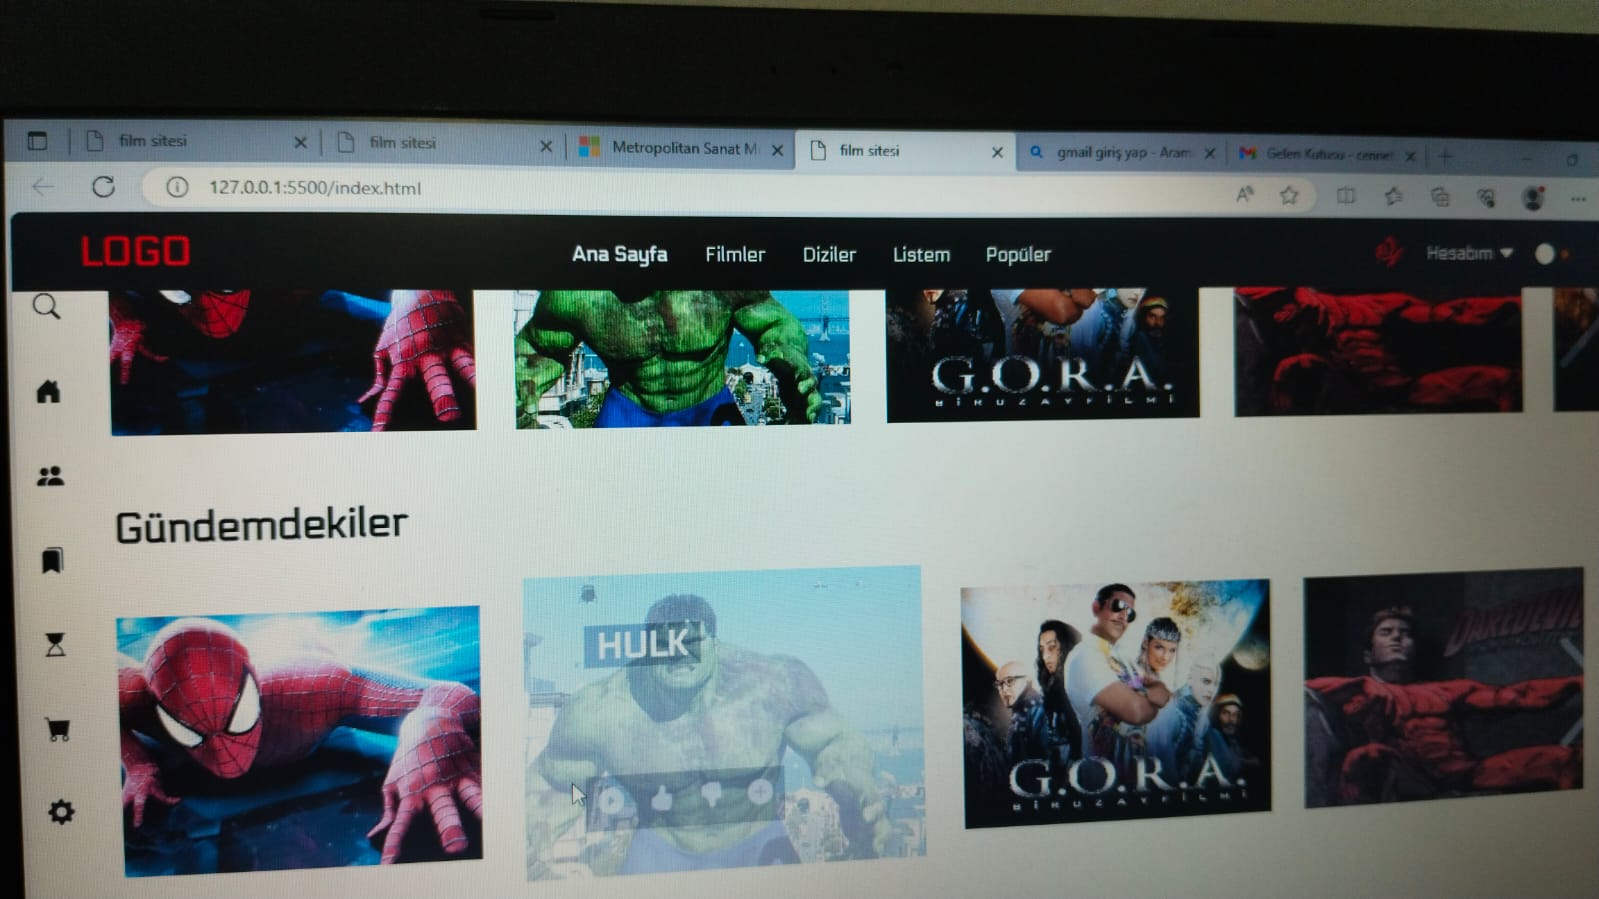 film sitesi
film sitesi
Metropolitan Sanat M
film sitesi
gmail giriş yap - Aram
Gelen Kutusu - cennet
127.0.0.1:5500/index.html
LOGO
Ana Sayfa
Filmler
Diziler
Listem
Popüler
Hesabım
G.O.R.A.
BİR UZAY FİLMİ
Gündemdekiler
HULK
G.O.R.A.
BİR UZAY FİLMİ
DAREDEVIL